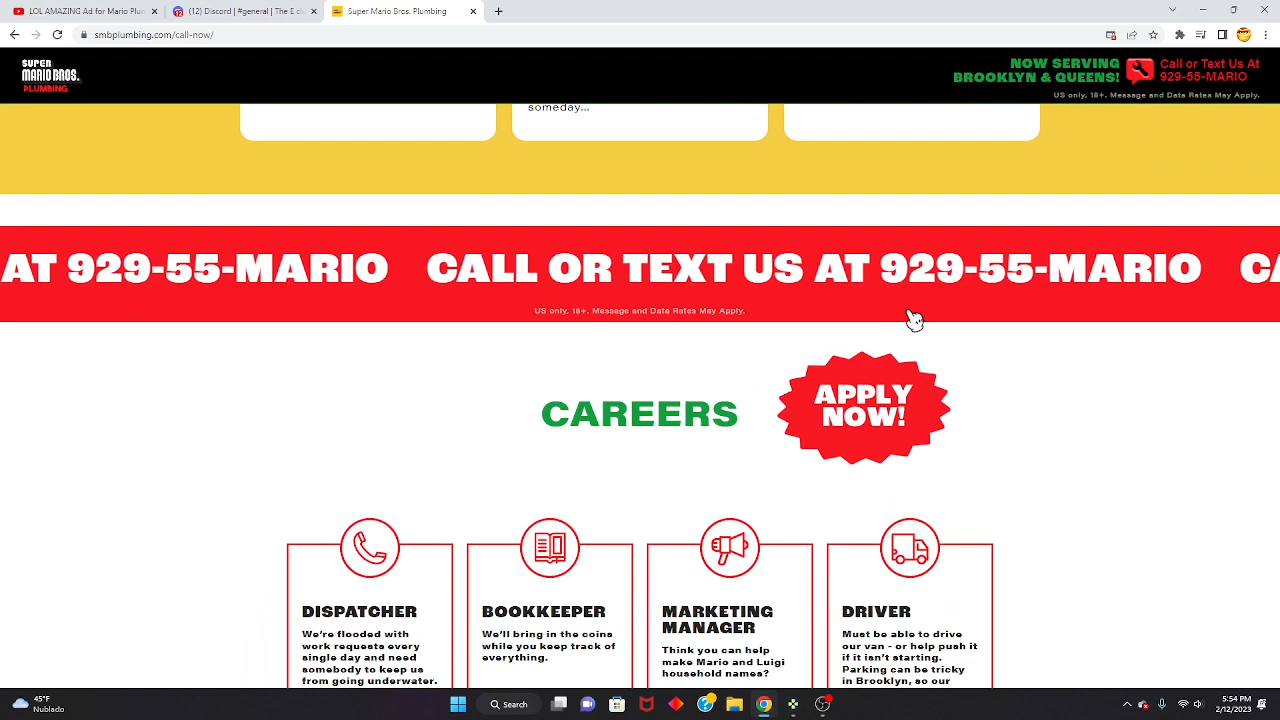 LOL AMAZING Ad for Mario Plun
(12) Discord | #general | The E cl
Super Mario Bros. Plumbing
smbplumbing.com/call-now/
SUPER
MARIO BROS.
PLUMBING
NOW SERVING
BROOKLYN & QUEENS!
Call or Text Us At
929-55-MARIO
US only. 18+. Message and Data Rates May Apply.
someday...
AT 929-55-MARIO CALL OR TEXT US AT 929-55-MARIO CA
US only. 18+. Message and Data Rates May Apply.
CAREERS
APPLY
NOW!
DISPATCHER
We're flooded with
work requests every
single day and need
somebody to keep us
from going underwater.
BOOKKEEPER
We'll bring in the coins
while you keep track of
everything.
MARKETING
MANAGER
Think you can help
make Mario and Luigi
household names?
DRIVER
Must be able to drive
our van - or help push it
if it isn't starting.
Parking can be tricky
in Brooklyn, so our
45°F
Nublado
Search
5:54 PM
2/12/2023